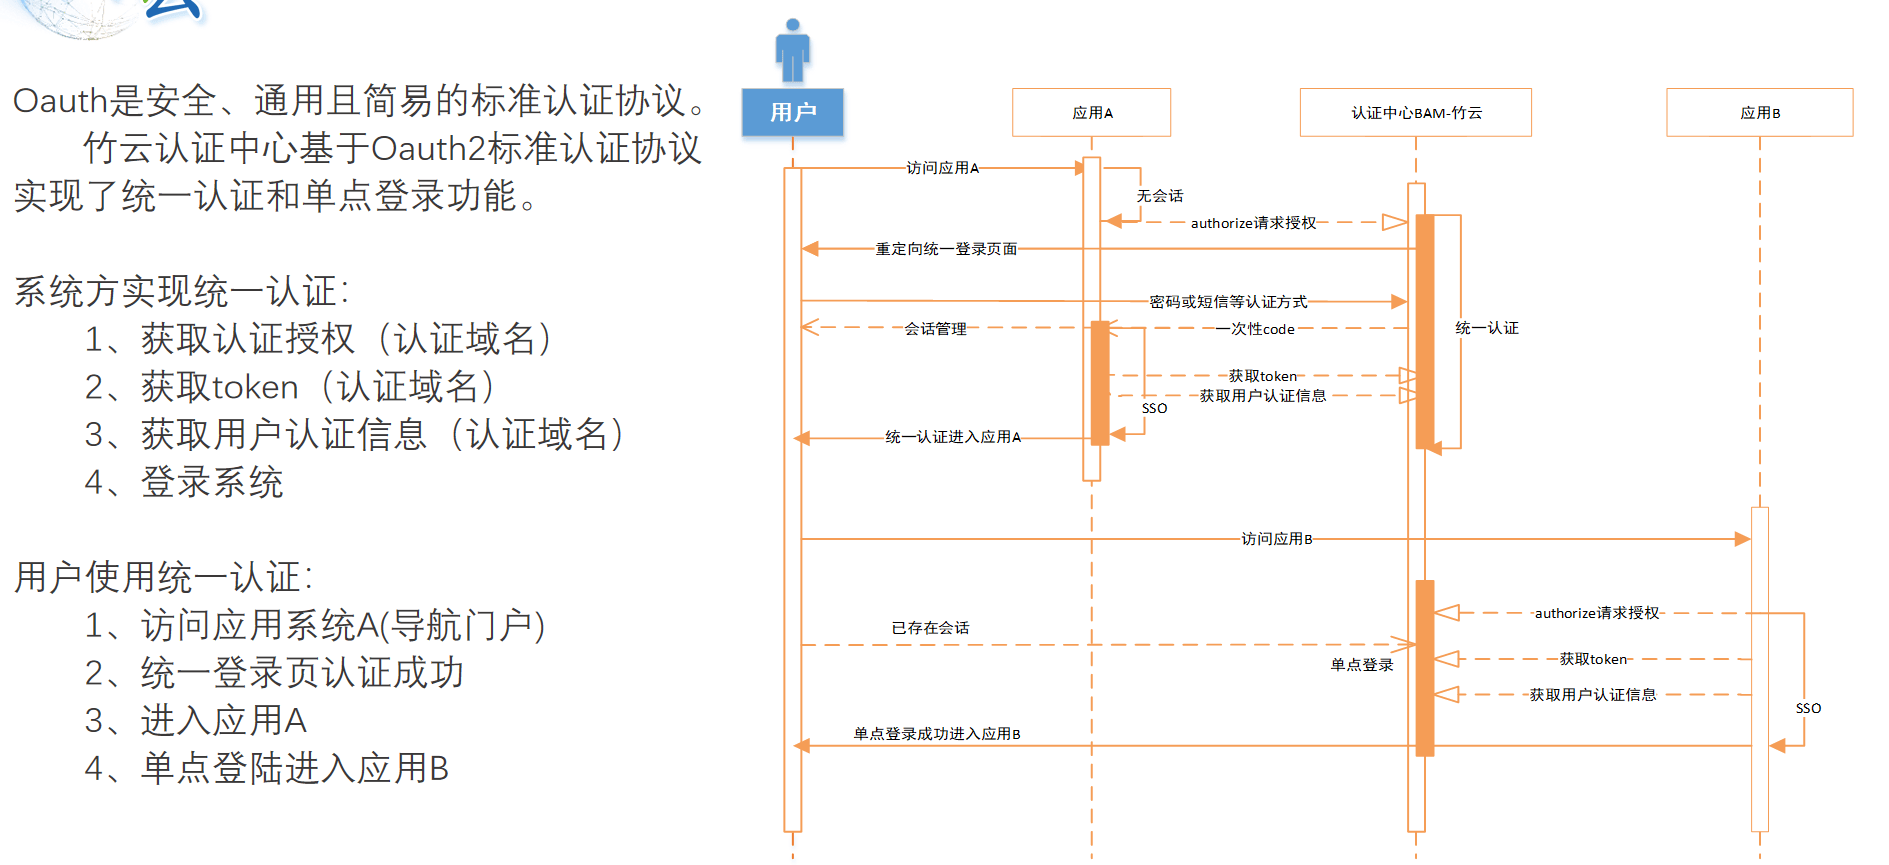 云
Oauth是安全、通用且简易的标准认证协议。
竹云认证中心基于Oauth2标准认证协议
实现了统一认证和单点登录功能。
系统方实现统一认证：
1、获取认证授权（认证域名）
2、获取token（认证域名）
3、获取用户认证信息（认证域名）
4、登录系统
用户使用统一认证：
1、访问应用系统A(导航门户)
2、统一登录页认证成功
3、进入应用A
4、单点登陆进入应用B
用户
应用A
认证中心BAM-竹云
应用B
访问应用A
无会话
authorize请求授权
重定向统一登录页面
密码或短信等认证方式
会话管理
一次性code
统一认证
获取token
获取用户认证信息
SSO
统一认证进入应用A
访问应用B
authorize请求授权
已存在会话
获取token
单点登录
获取用户认证信息
SSO
单点登录成功进入应用B